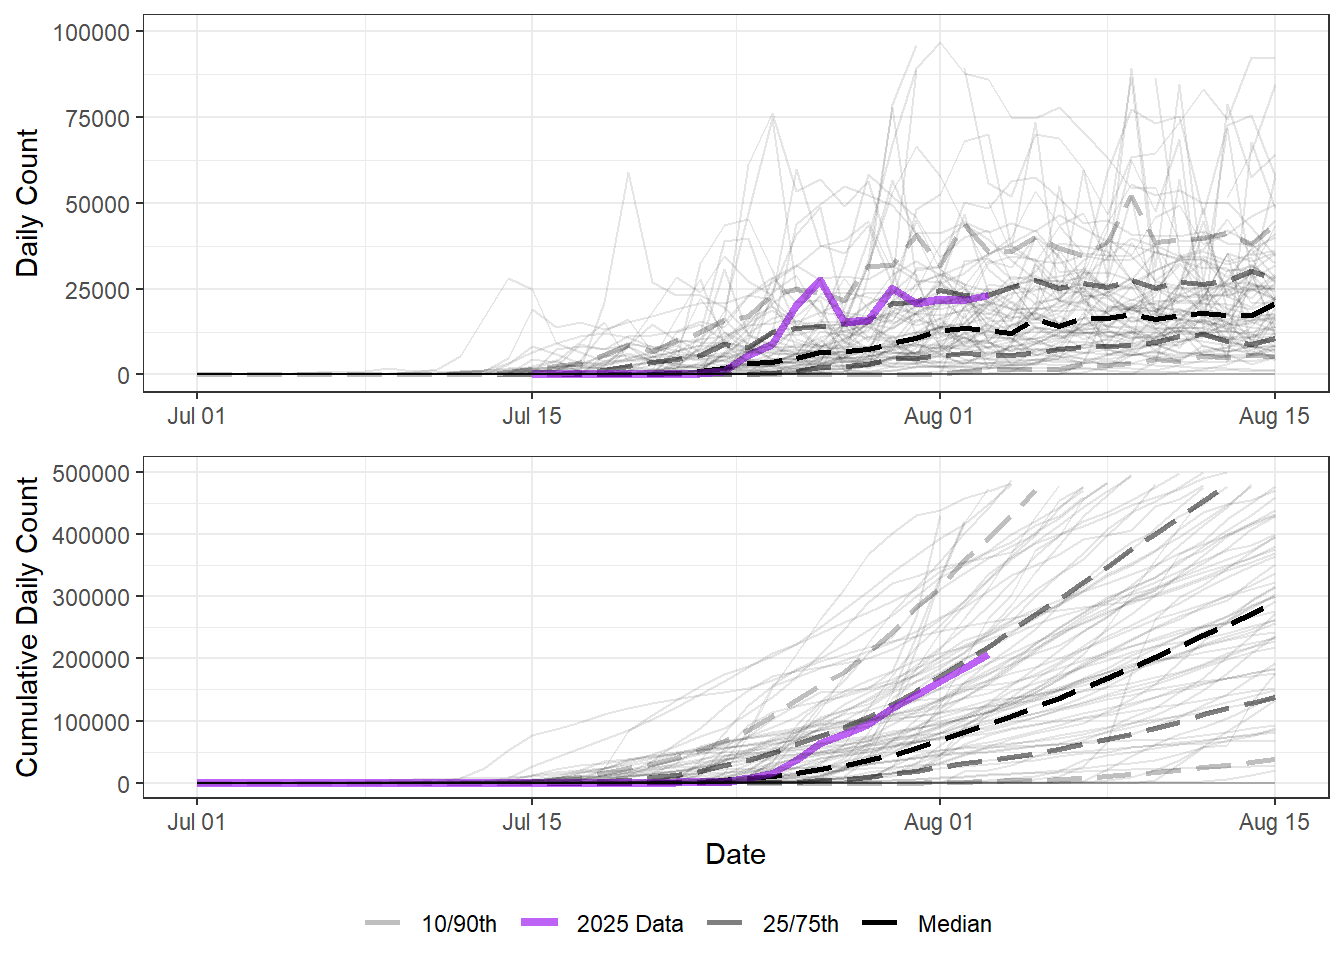 100000
75000
50000
25000
0
Daily Count
Jul 01
Jul 15
Aug 01
Aug 15
500000
400000
300000
200000
100000
0
Cumulative Daily Count
Jul 01
Jul 15
Aug 01
Aug 15
Date
10/90th
2025 Data
25/75th
Median